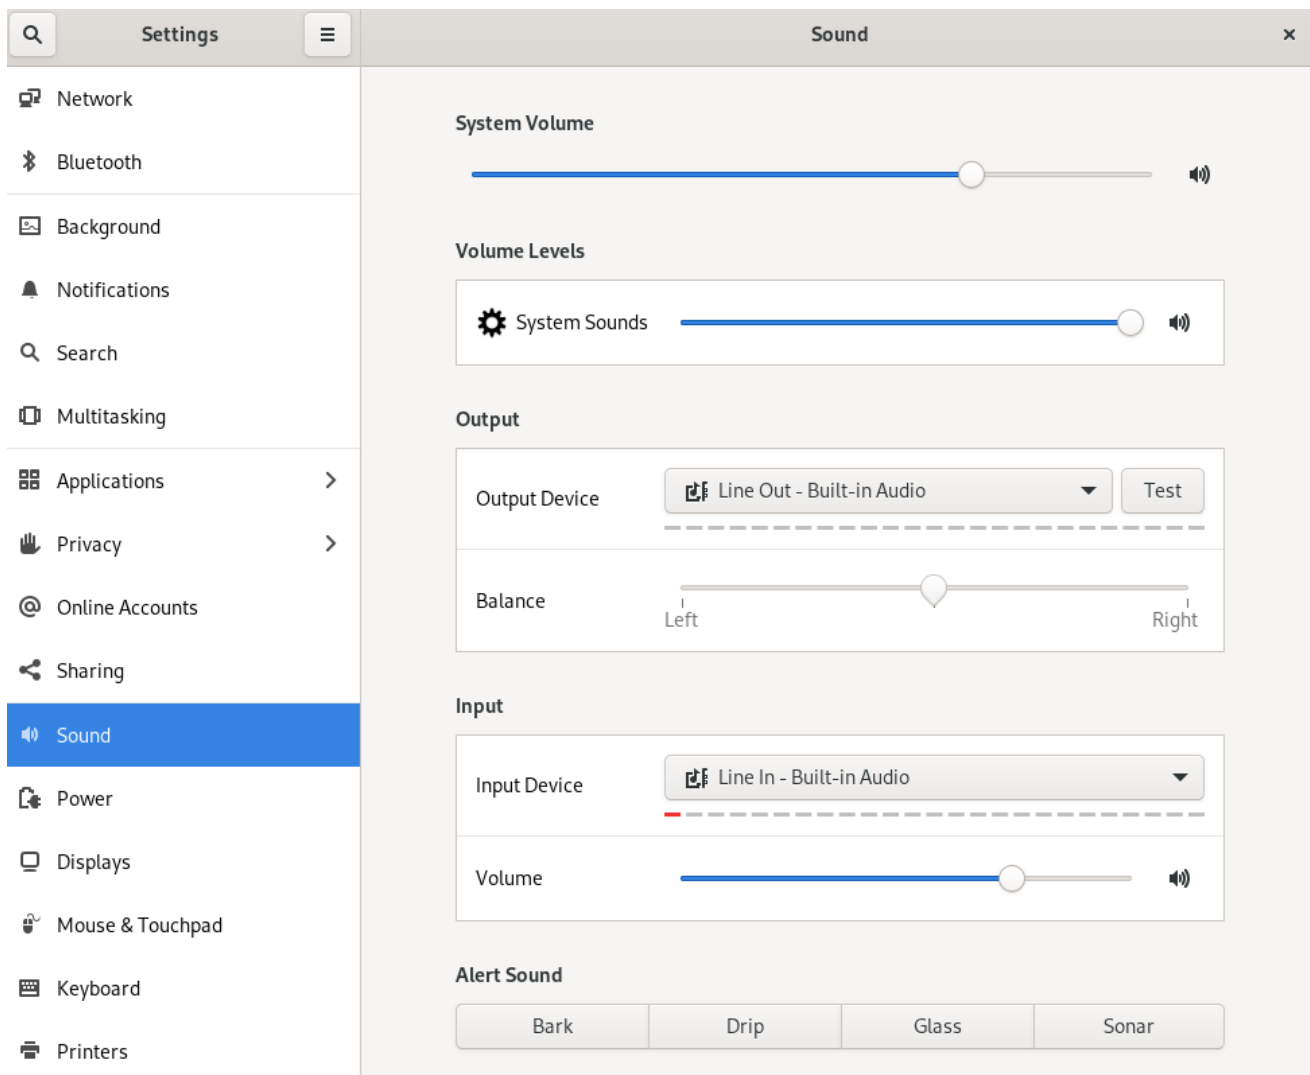 Settings
Sound
Network
Bluetooth
Background
Notifications
Search
Multitasking
Applications
Privacy
Online Accounts
Sharing
Sound
Power
Displays
Mouse & Touchpad
Keyboard
Printers
System Volume
Volume Levels
System Sounds
Output
Output Device
Line Out - Built-in Audio
Test
Balance
Left
Right
Input
Input Device
Line In - Built-in Audio
Volume
Alert Sound
Bark
Drip
Glass
Sonar